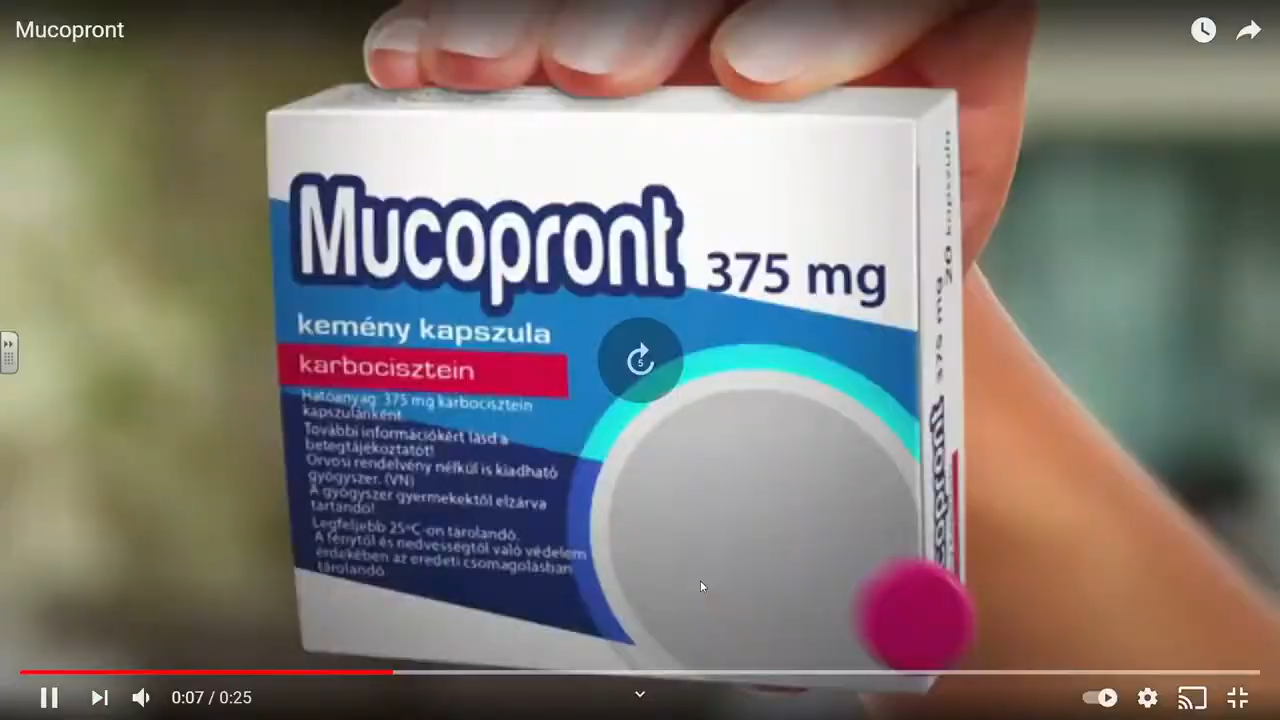 Mucopront
Mucopront 375 mg
kemény kapszula
karbocisztein
Hatóanyag: 375 mg karbocisztein
kapszulánként
További információkért lásd a
betegtájékoztatót!
Orvosi rendelvény nélkül is kiadható
gyógyszer. (VN)
A gyógyszer gyermekektől elzárva
tartandó!
Legfeljebb 25°C-on tárolandó.
A fénytől és nedvességtől való védelem
érdekében az eredeti csomagolásban
tárolandó
375 mg 20 kapszula
5
0:07 / 0:25